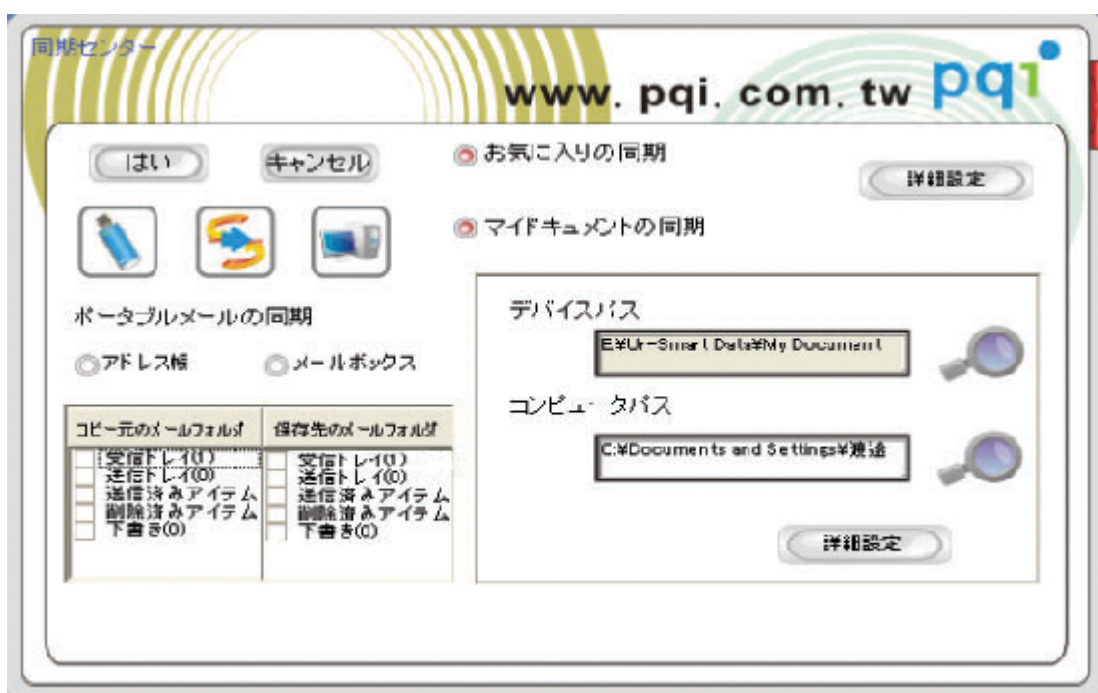 同期センター
www. pqi. com. tw
pqi
はい
キャンセル
お気に入りの同期
詳細設定
マイドキュメントの同期
ポータブルメールの同期
アドレス帳
メールボックス
コピー元のメールフォルダ
保存先のメールフォルダ
受信トレイ(1)
送信トレイ(0)
送信済みアイテム
削除済みアイテム
下書き(0)
受信トレイ(0)
送信トレイ(0)
送信済みアイテム
削除済みアイテム
下書き(0)
デバイスパス
E¥Ur-Smart Data¥My Document
コンピュータパス
C:¥Documents and Settings¥渡辺
詳細設定